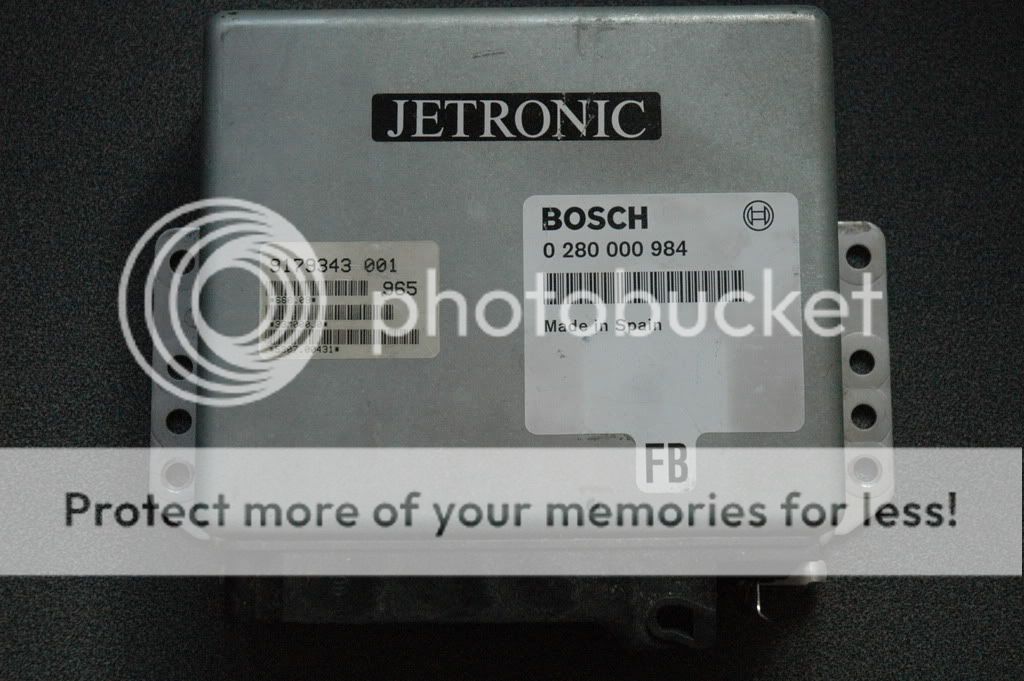 JETRONIC
BOSCH
0 280 000 984
9179343 001
965
Made in Spain
photobucket
FB
Protect more of your memories for less!